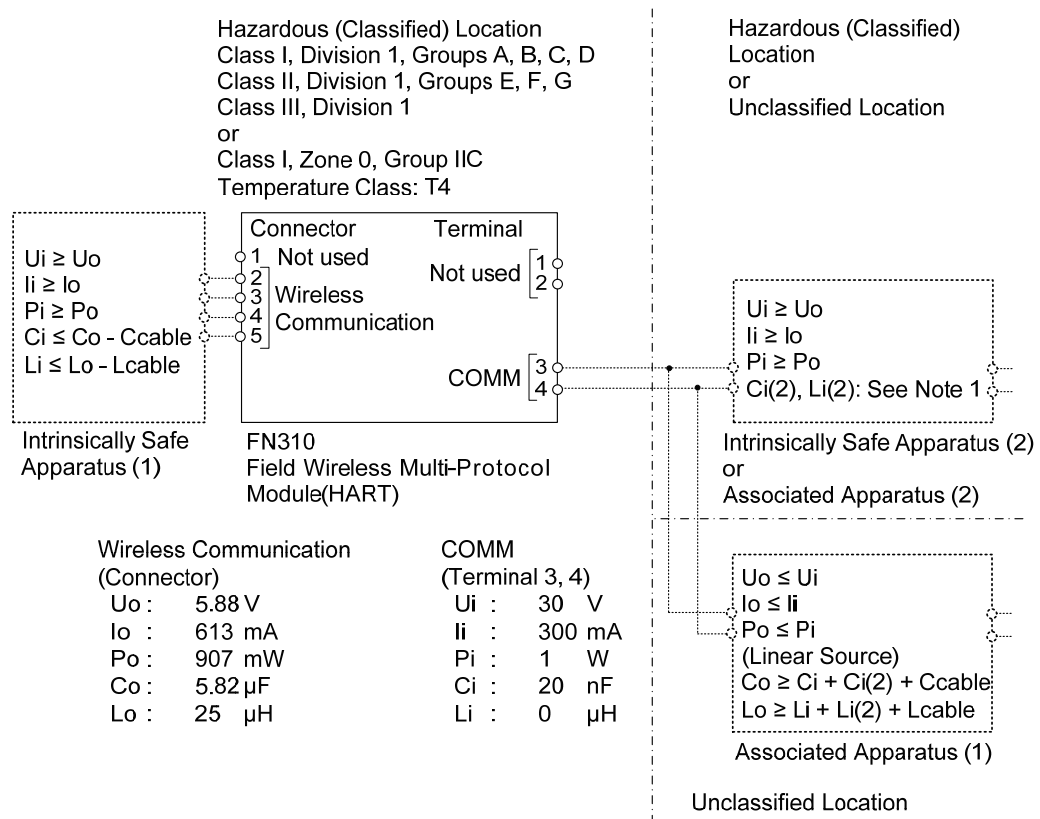 Hazardous (Classified) Location
Class I, Division 1, Groups A, B, C, D
Class II, Division 1, Groups E, F, G
Class III, Division 1
or
Class I, Zone 0, Group IIC
Temperature Class: T4
Hazardous (Classified)
Location
or
Unclassified Location
Ui ≥ Uo
Ii ≥ Io
Pi ≥ Po
Ci ≤ Co - Ccable
Li ≤ Lo - Lcable
Intrinsically Safe
Apparatus (1)
Connector
1 Not used
2
3
4
5
Wireless
Communication
Terminal
Not used
1
2
COMM
3
4
FN310
Field Wireless Multi-Protocol
Module(HART)
Ui ≥ Uo
Ii ≥ Io
Pi ≥ Po
Ci(2), Li(2): See Note 1
Intrinsically Safe Apparatus (2)
or
Associated Apparatus (2)
Wireless Communication
(Connector)
Uo : 5.88 V
Io : 613 mA
Po : 907 mW
Co : 5.82 µF
Lo : 25 µH
COMM
(Terminal 3, 4)
Ui : 30 V
Ii : 300 mA
Pi : 1 W
Ci : 20 nF
Li : 0 µH
Uo ≤ Ui
Io ≤ Ii
Po ≤ Pi
(Linear Source)
Co ≥ Ci + Ci(2) + Ccable
Lo ≥ Li + Li(2) + Lcable
Associated Apparatus (1)
Unclassified Location